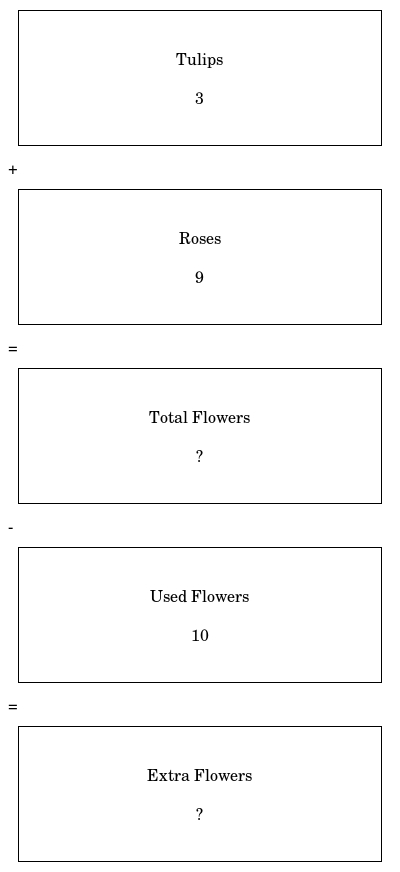 Tulips
3
+
Roses
9
=
Total Flowers
?
-
Used Flowers
10
=
Extra Flowers
?